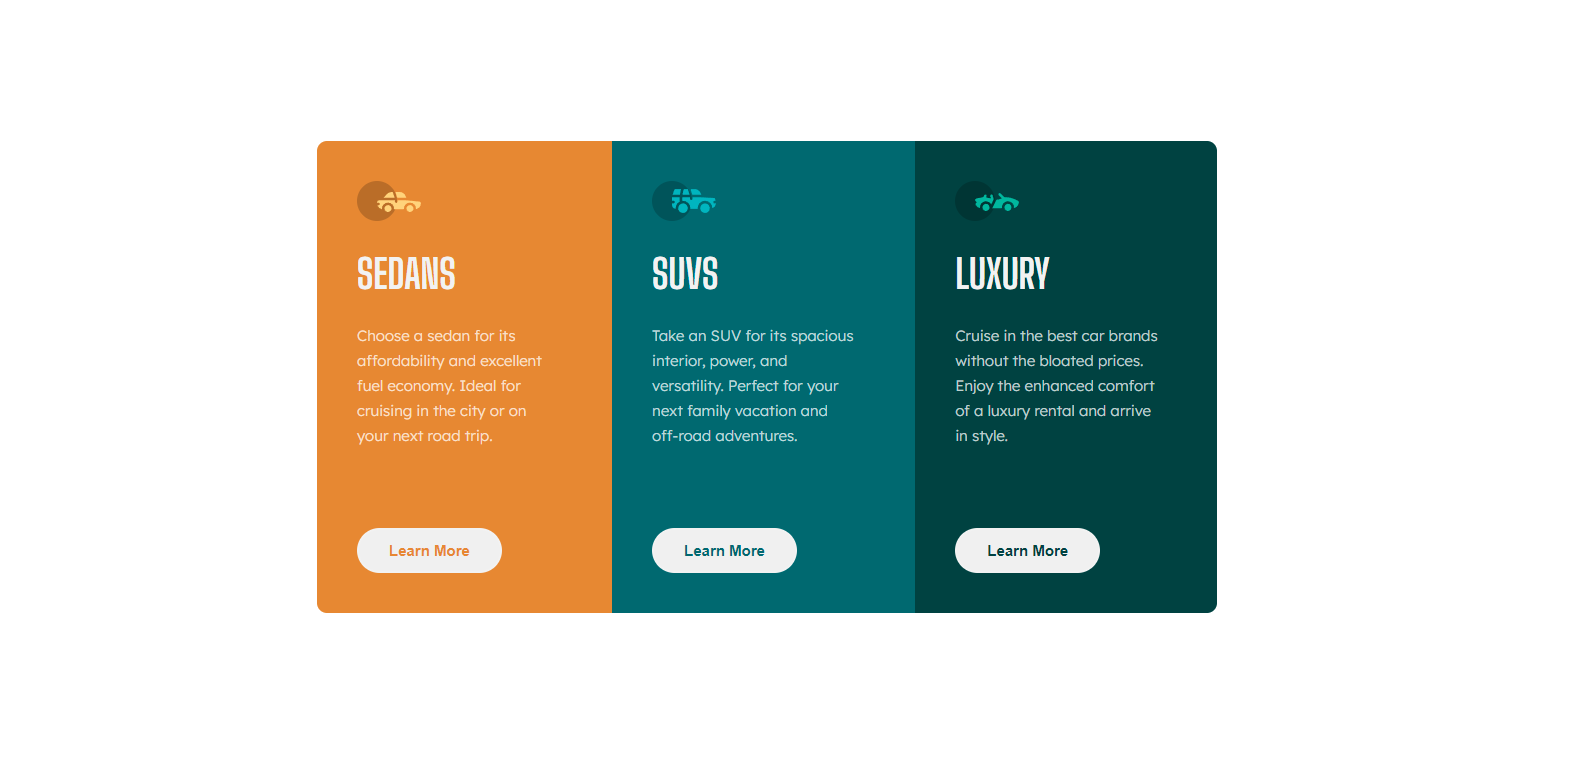 SEDANS
Choose a sedan for its
affordability and excellent
fuel economy. Ideal for
cruising in the city or on
your next road trip.
Learn More
SUVS
Take an SUV for its spacious
interior, power, and
versatility. Perfect for your
next family vacation and
off-road adventures.
Learn More
LUXURY
Cruise in the best car brands
without the bloated prices.
Enjoy the enhanced comfort
of a luxury rental and arrive
in style.
Learn More